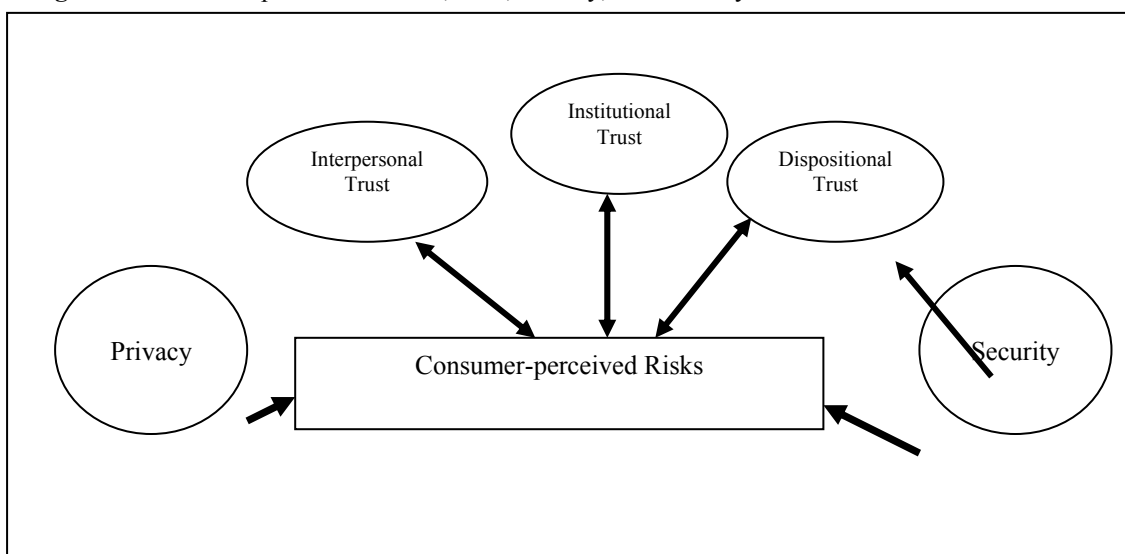 Institutional
Trust
Interpersonal
Trust
Dispositional
Trust
Privacy
Consumer-perceived Risks
Security